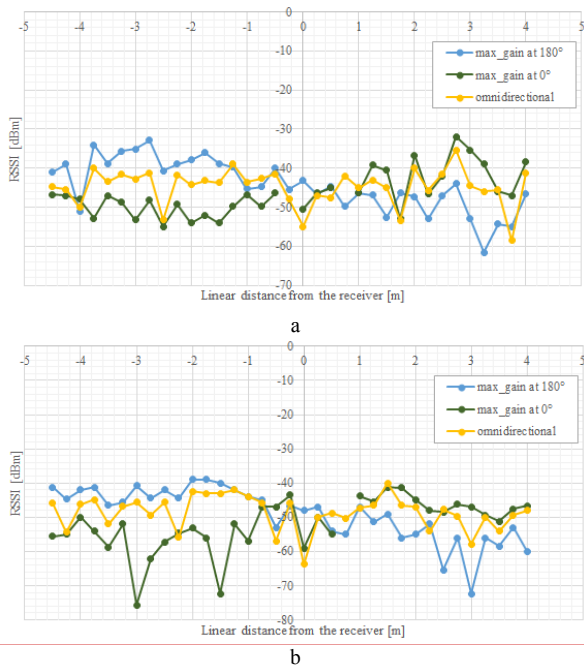 0
-5 -4 -3 -2 -1 0 1 2 3 4 5
-10
-20
-30
-40
-50
-60
-70
RSSI [dBm]
max_gain at 180°
max_gain at 0°
omnidirectional
Linear distance from the receiver [m]
a
0
-5 -4 -3 -2 -1 0 1 2 3 4 5
-10
-20
-30
-40
-50
-60
-70
-80
RSSI [dBm]
max_gain at 180°
max_gain at 0°
omnidirectional
Linear distance from the receiver [m]
b